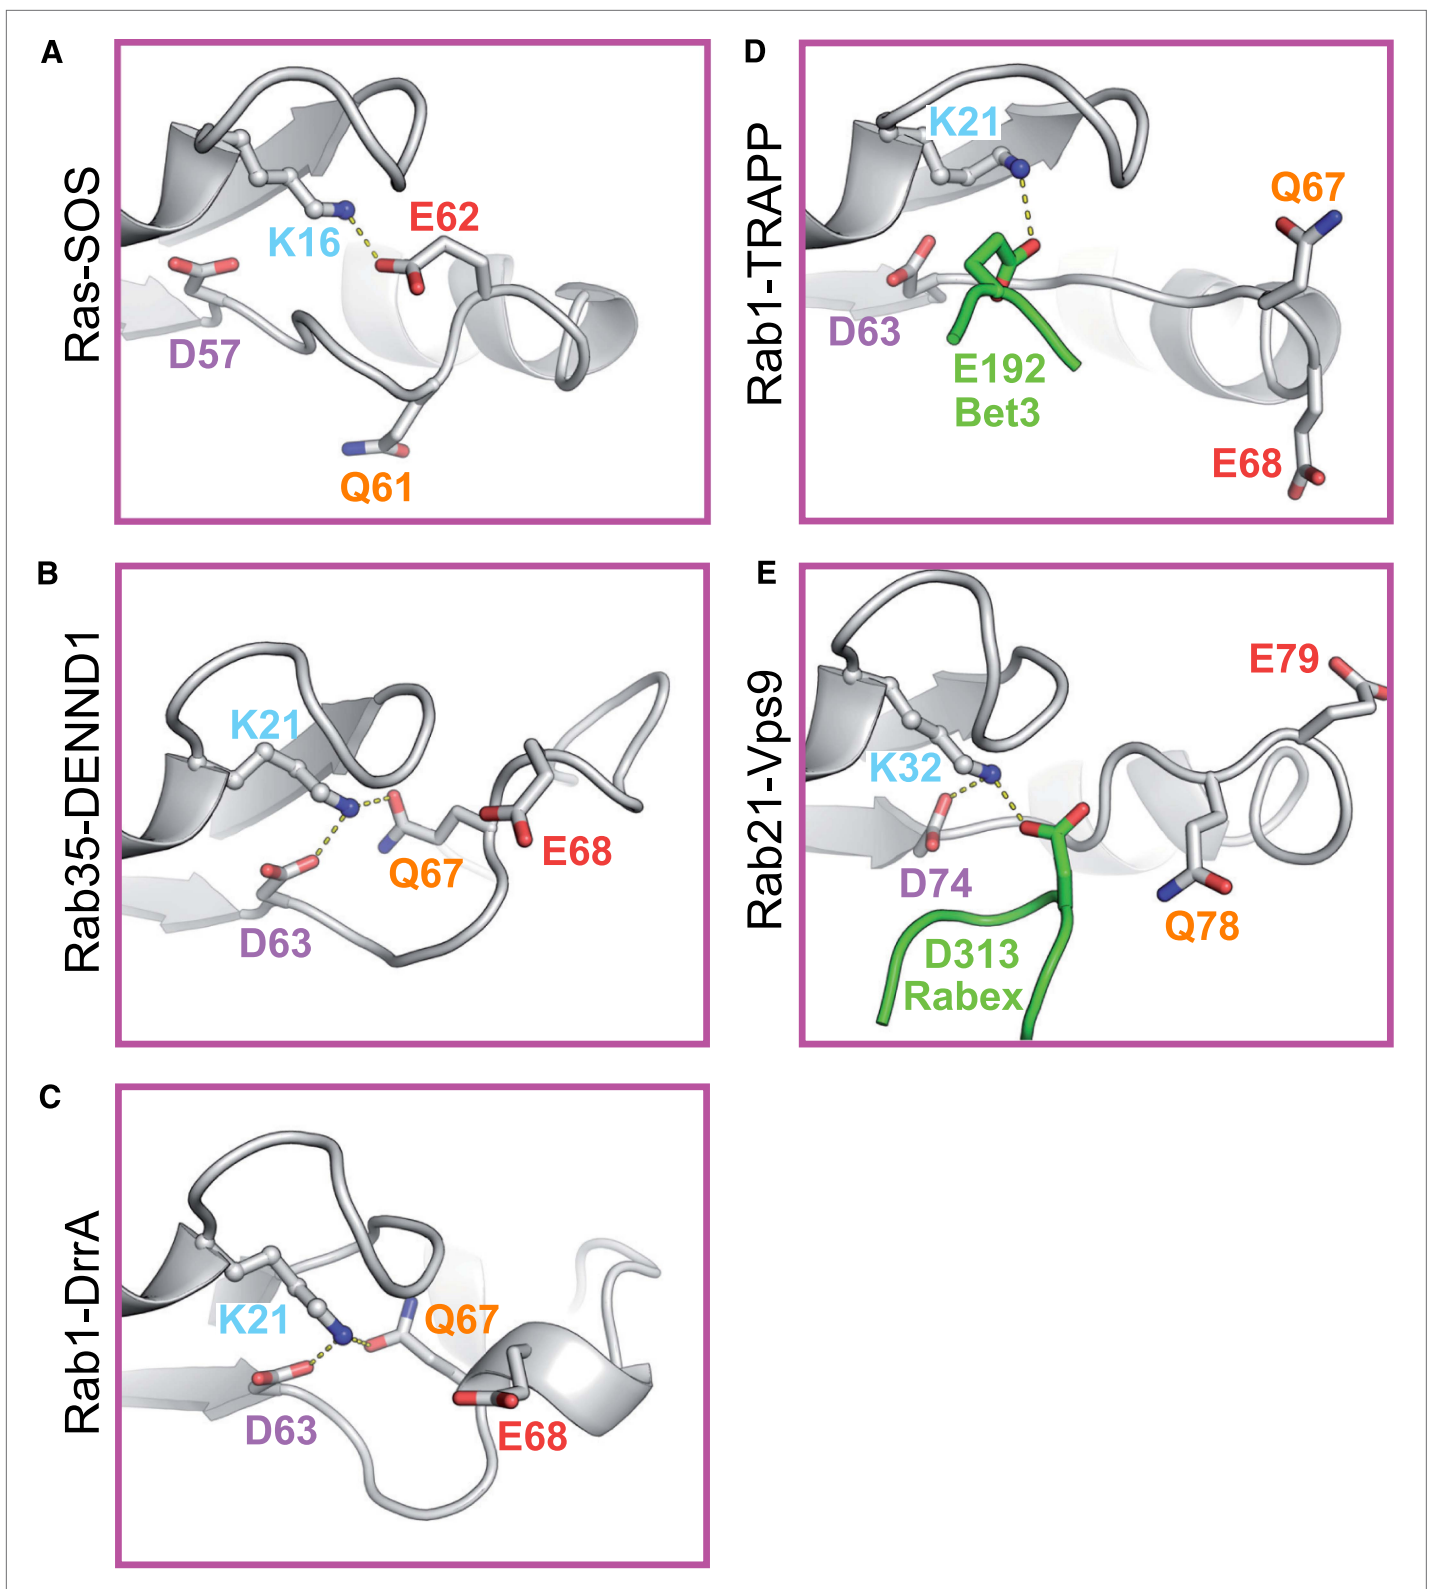 A
Ras-SOS
K16
E62
D57
Q61
B
Rab35-DENND1
K21
Q67
E68
D63
C
Rab1-DrrA
K21
Q67
D63
E68
D
Rab1-TRAPP
K21
Q67
D63
E192
Bet3
E68
E
Rab21-Vps9
E79
K32
D74
Q78
D313
Rabex